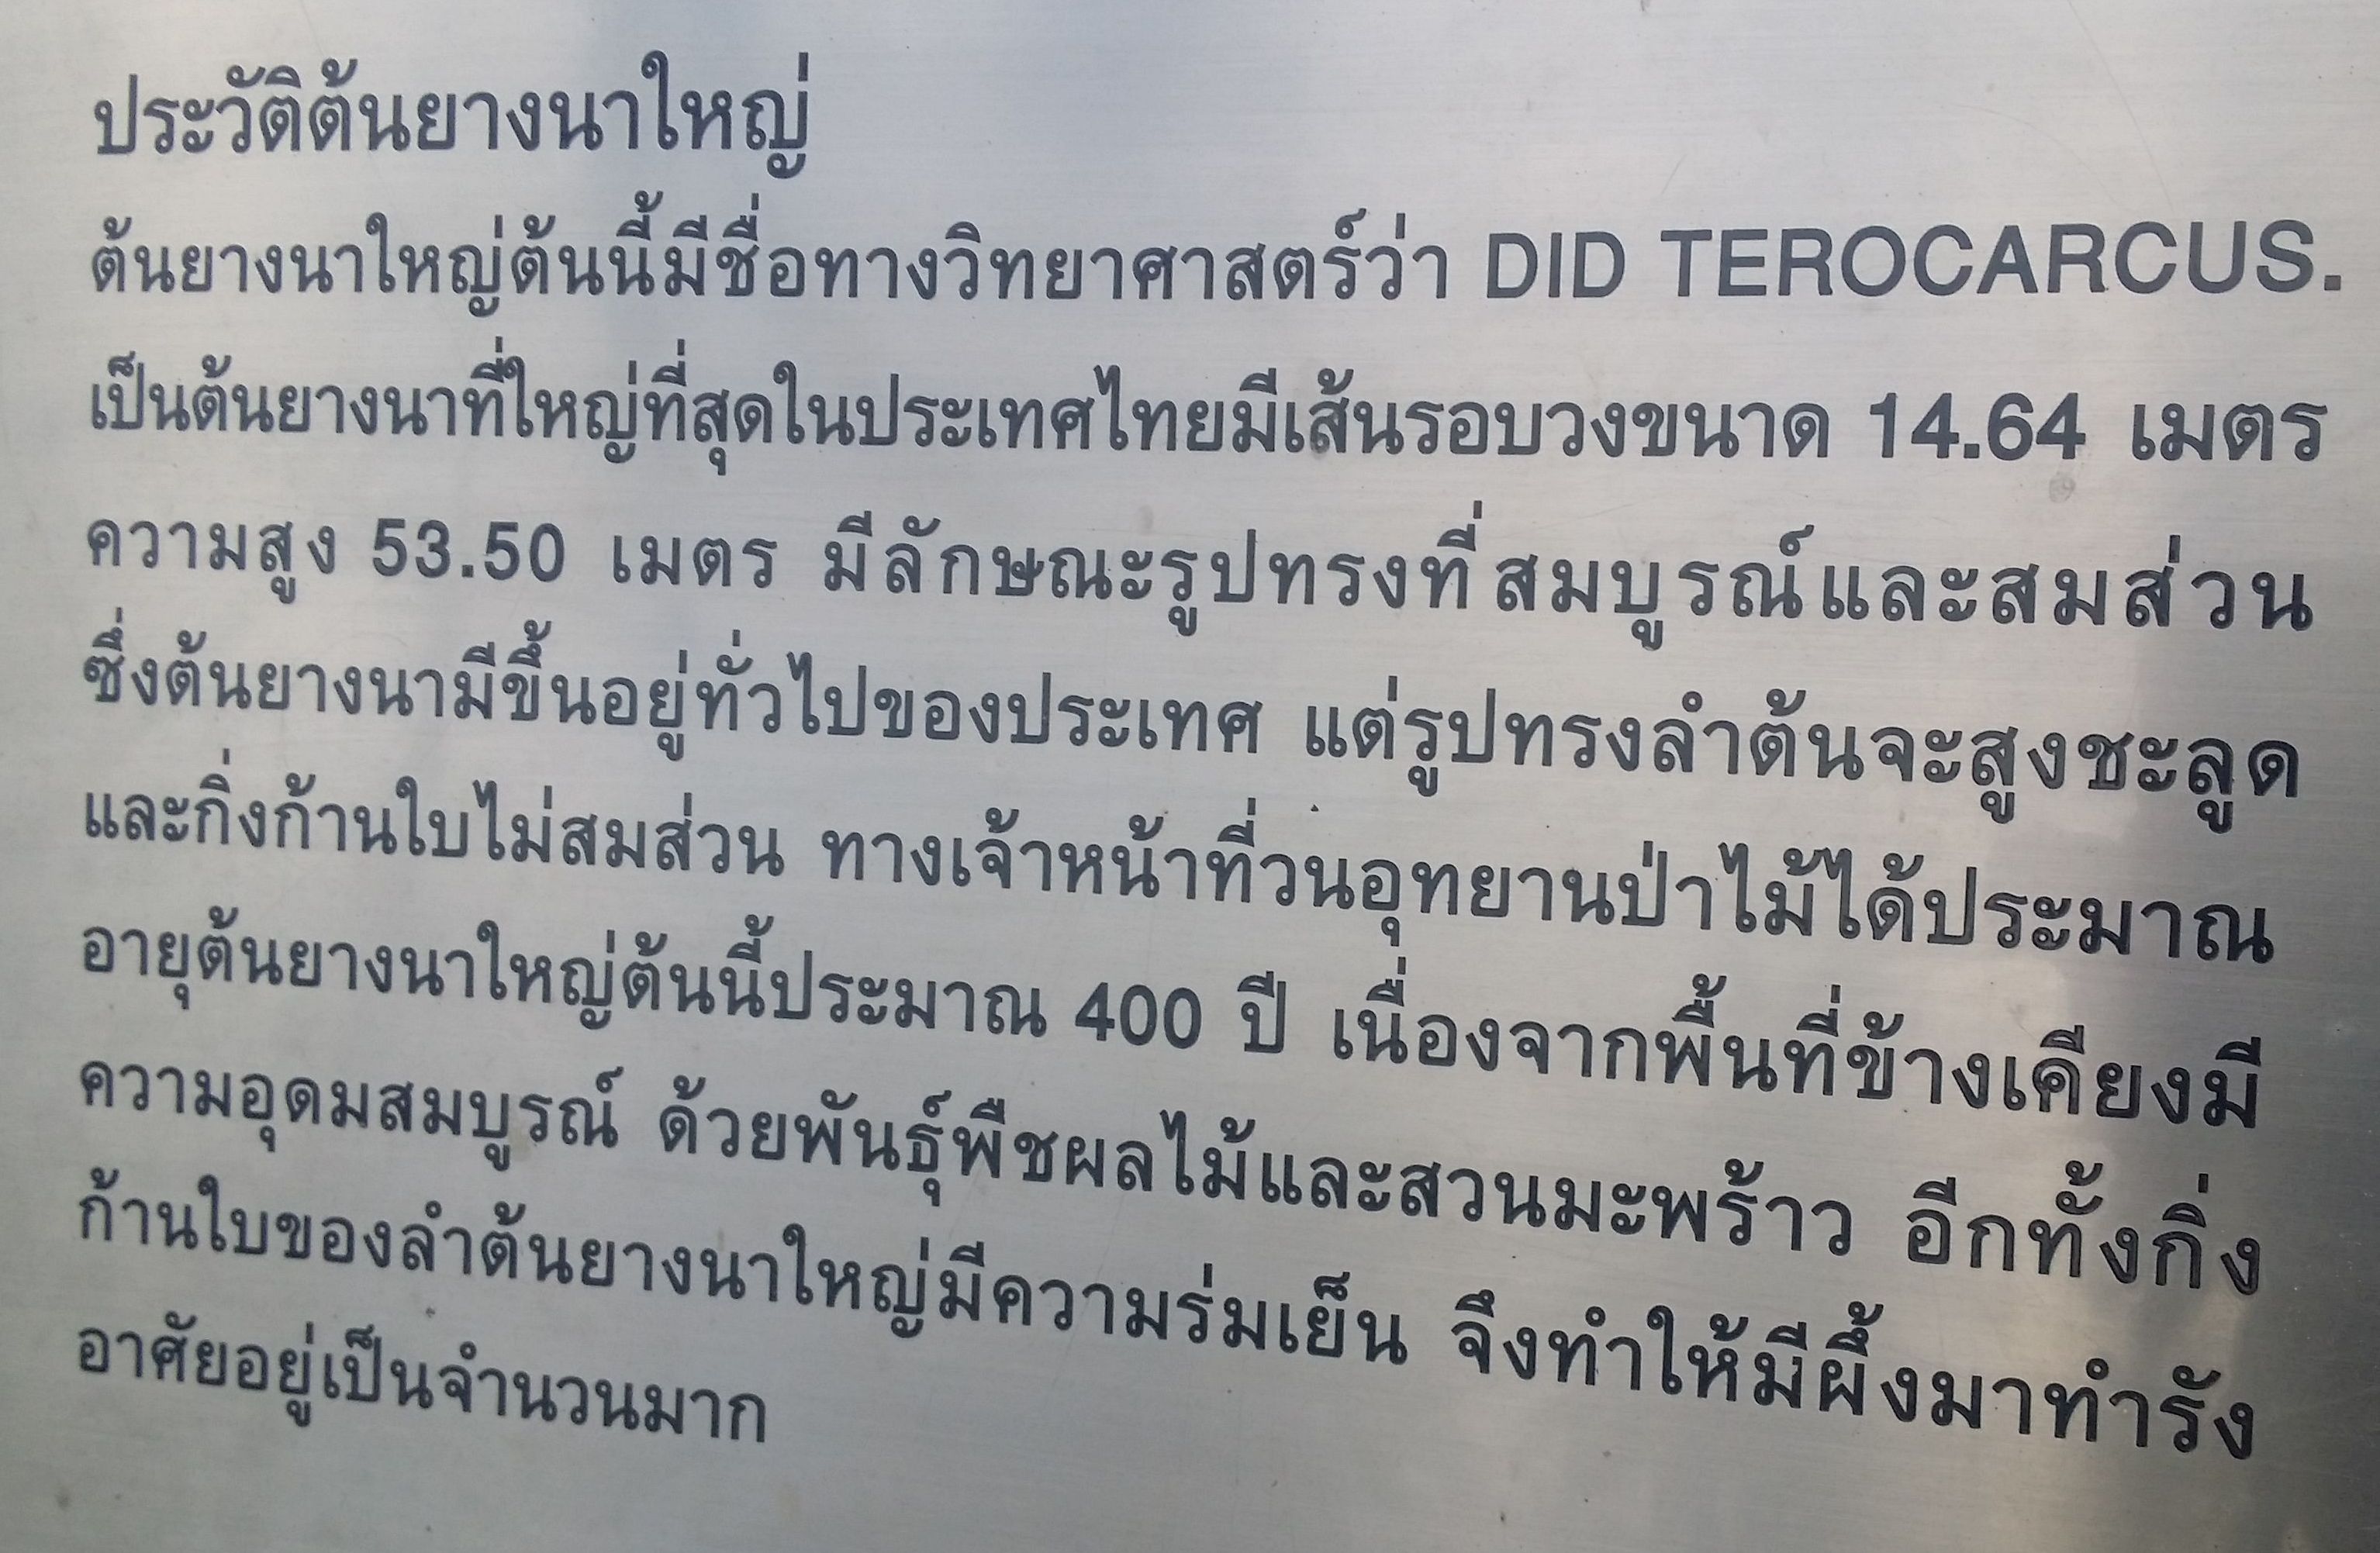 ประวัติต้นยางนาใหญ่
ต้นยางนาใหญ่ต้นนี้มีชื่อทางวิทยาศาสตร์ว่า DID TEROCARCUS.
เป็นต้นยางนาที่ใหญ่ที่สุดในประเทศไทยมีเส้นรอบวงขนาด 14.64 เมตร
ความสูง 53.50 เมตร มีลักษณะรูปทรงที่สมบูรณ์และสมส่วน
ซึ่งต้นยางนามีขึ้นอยู่ทั่วไปของประเทศ แต่รูปทรงลำต้นจะสูงชะลูด
และกิ่งก้านใบไม่สมส่วน ทางเจ้าหน้าที่วนอุทยานป่าไม้ได้ประมาณ
อายุต้นยางนาใหญ่ต้นนี้ประมาณ 400 ปี เนื่องจากพื้นที่ข้างเคียงมี
ความอุดมสมบูรณ์ ด้วยพันธุ์พืชผลไม้และสวนมะพร้าว อีกทั้งกิ่ง
ก้านใบของลำต้นยางนาใหญ่มีความร่มเย็น จึงทำให้มีผึ้งมาทำรัง
อาศัยอยู่เป็นจำนวนมาก